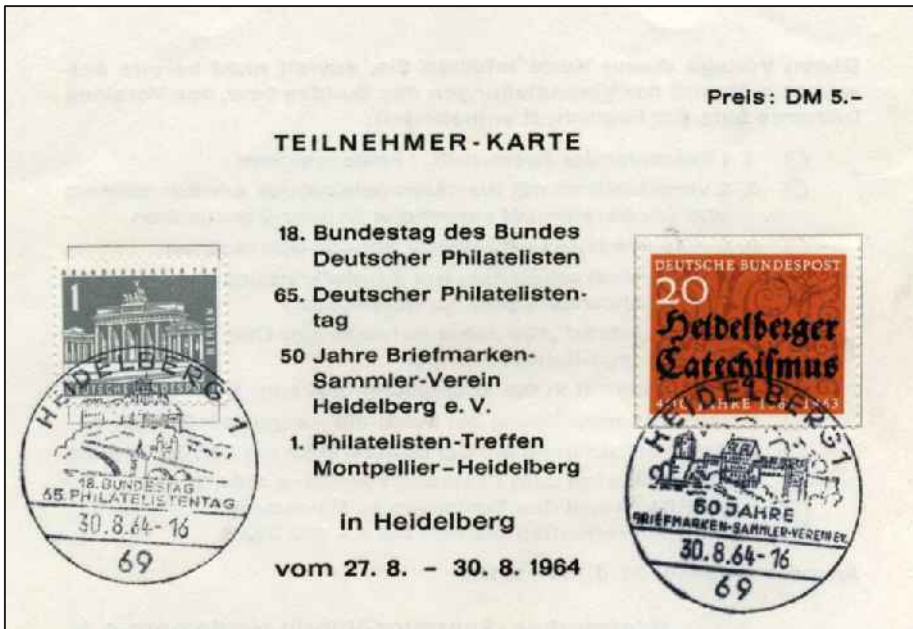 Preis: DM 5.-
TEILNEHMER-KARTE
18. Bundestag des Bundes
Deutscher Philatelisten
65. Deutscher Philatelisten-
tag
50 Jahre Briefmarken-
Sammler-Verein
Heidelberg e. V.
1. Philatelisten-Treffen
Montpellier–Heidelberg
in Heidelberg
vom 27. 8. – 30. 8. 1964
1
HEIDELBERG 1
18. BUNDESTAG
65. PHILATELISTENTAG
30.8.64-16
69
DEUTSCHE BUNDESPOST
20
Heidelberger
Catechismus
HEIDELBERG 1
50 JAHRE
BRIEFMARKEN-SAMMLER-VEREIN E.V.
30.8.64-16
69